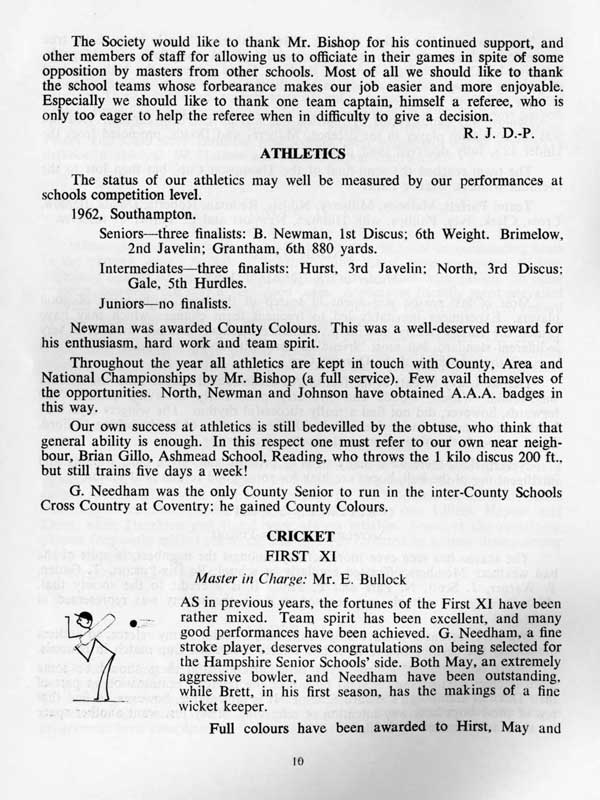 The Society would like to thank Mr. Bishop for his continued support, and
other members of staff for allowing us to officiate in their games in spite of some
opposition by masters from other schools. Most of all we should like to thank
the school teams whose forbearance makes our job easier and more enjoyable.
Especially we should like to thank one team captain, himself a referee, who is
only too eager to help the referee when in difficulty to give a decision.
R. J. D.-P.
ATHLETICS
The status of our athletics may well be measured by our performances at
schools competition level.
1962, Southampton.
Seniors—three finalists: B. Newman, 1st Discus; 6th Weight. Brimelow,
2nd Javelin; Grantham, 6th 880 yards.
Intermediates—three finalists: Hurst, 3rd Javelin; North, 3rd Discus;
Gale, 5th Hurdles.
Juniors—no finalists.
Newman was awarded County Colours. This was a well-deserved reward for
his enthusiasm, hard work and team spirit.
Throughout the year all athletics are kept in touch with County, Area and
National Championships by Mr. Bishop (a full service). Few avail themselves of
the opportunities. North, Newman and Johnson have obtained A.A.A. badges in
this way.
Our own success at athletics is still bedevilled by the obtuse, who think that
general ability is enough. In this respect one must refer to our own near neigh-
bour, Brian Gillo, Ashmead School, Reading, who throws the 1 kilo discus 200 ft.,
but still trains five days a week!
G. Needham was the only County Senior to run in the inter-County Schools
Cross Country at Coventry; he gained County Colours.
CRICKET
FIRST XI
Master in Charge: Mr. E. Bullock
AS in previous years, the fortunes of the First XI have been
rather mixed. Team spirit has been excellent, and many
good performances have been achieved. G. Needham, a fine
stroke player, deserves congratulations on being selected for
the Hampshire Senior Schools' side. Both May, an extremely
aggressive bowler, and Needham have been outstanding,
while Brett, in his first season, has the makings of a fine
wicket keeper.
Full colours have been awarded to Hirst, May and
10